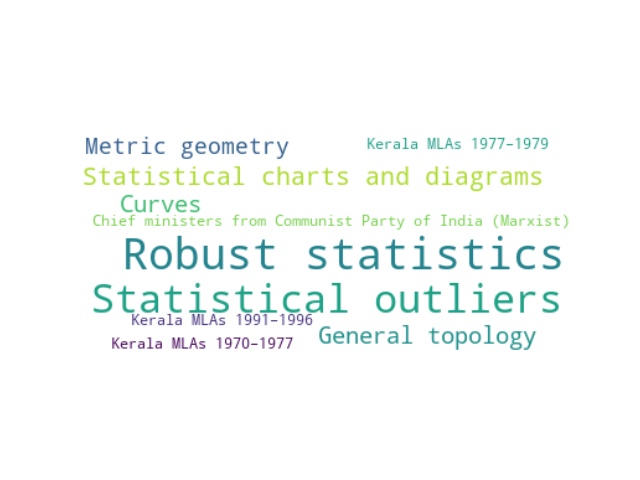 Metric geometry
Kerala MLAs 1977–1979
Statistical charts and diagrams
Curves
Chief ministers from Communist Party of India (Marxist)
Robust statistics
Statistical outliers
Kerala MLAs 1991–1996
General topology
Kerala MLAs 1970–1977